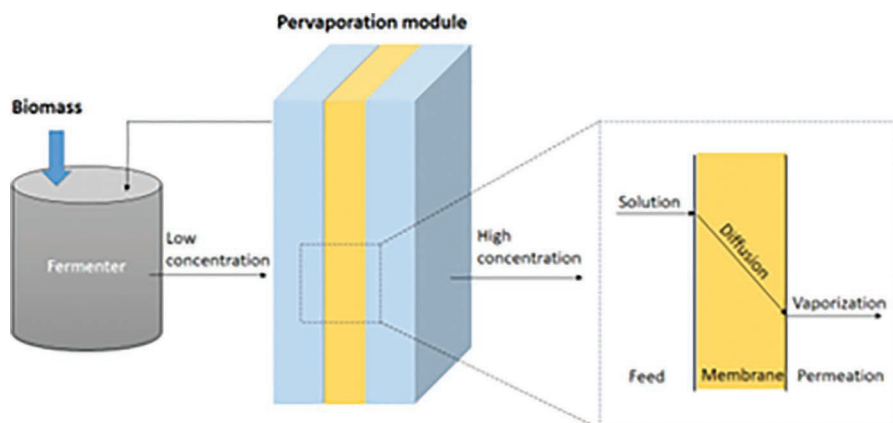 Pervaporation module
Biomass
Fermenter
Low
concentration
High
concentration
Solution
Diffusion
Vaporization
Feed
Membrane
Permeation